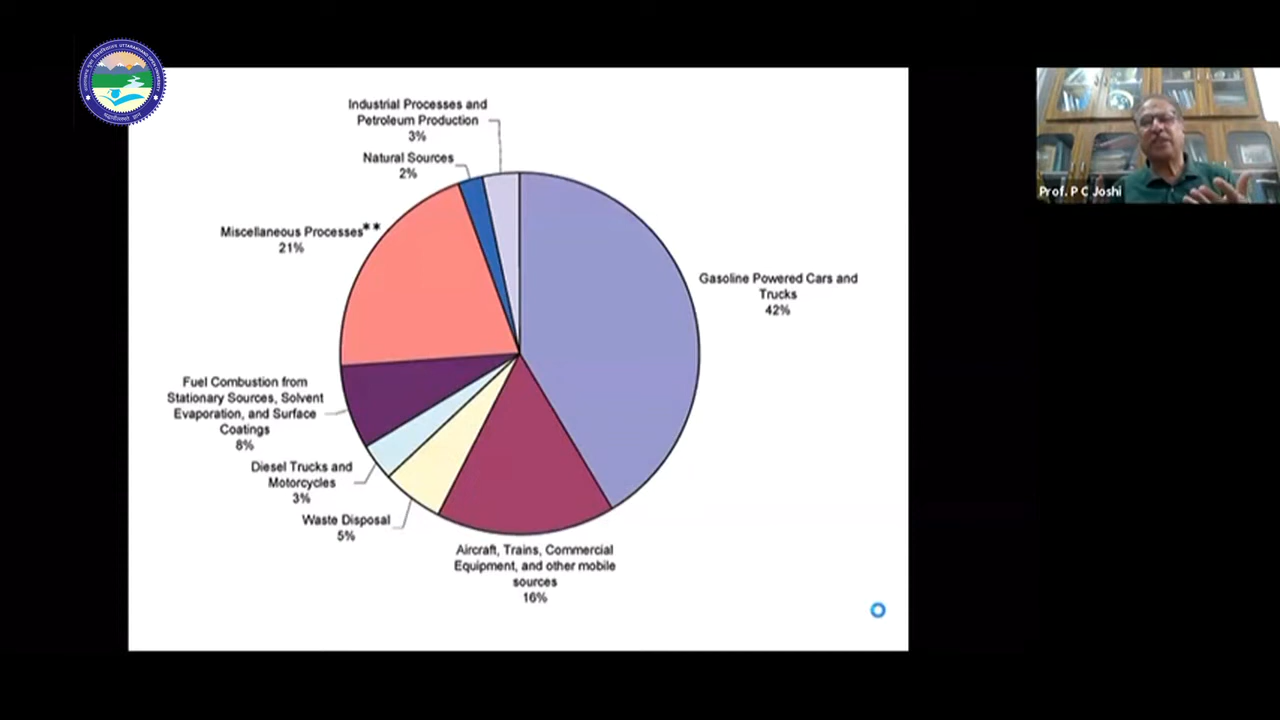 Industrial Processes and
Petroleum Production
3%
Natural Sources
2%
Miscellaneous Processes**
21%
Gasoline Powered Cars and
Trucks
42%
Fuel Combustion from
Stationary Sources, Solvent
Evaporation, and Surface
Coatings
8%
Diesel Trucks and
Motorcycles
3%
Waste Disposal
5%
Aircraft, Trains, Commercial
Equipment, and other mobile
sources
16%
Prof. P C Joshi